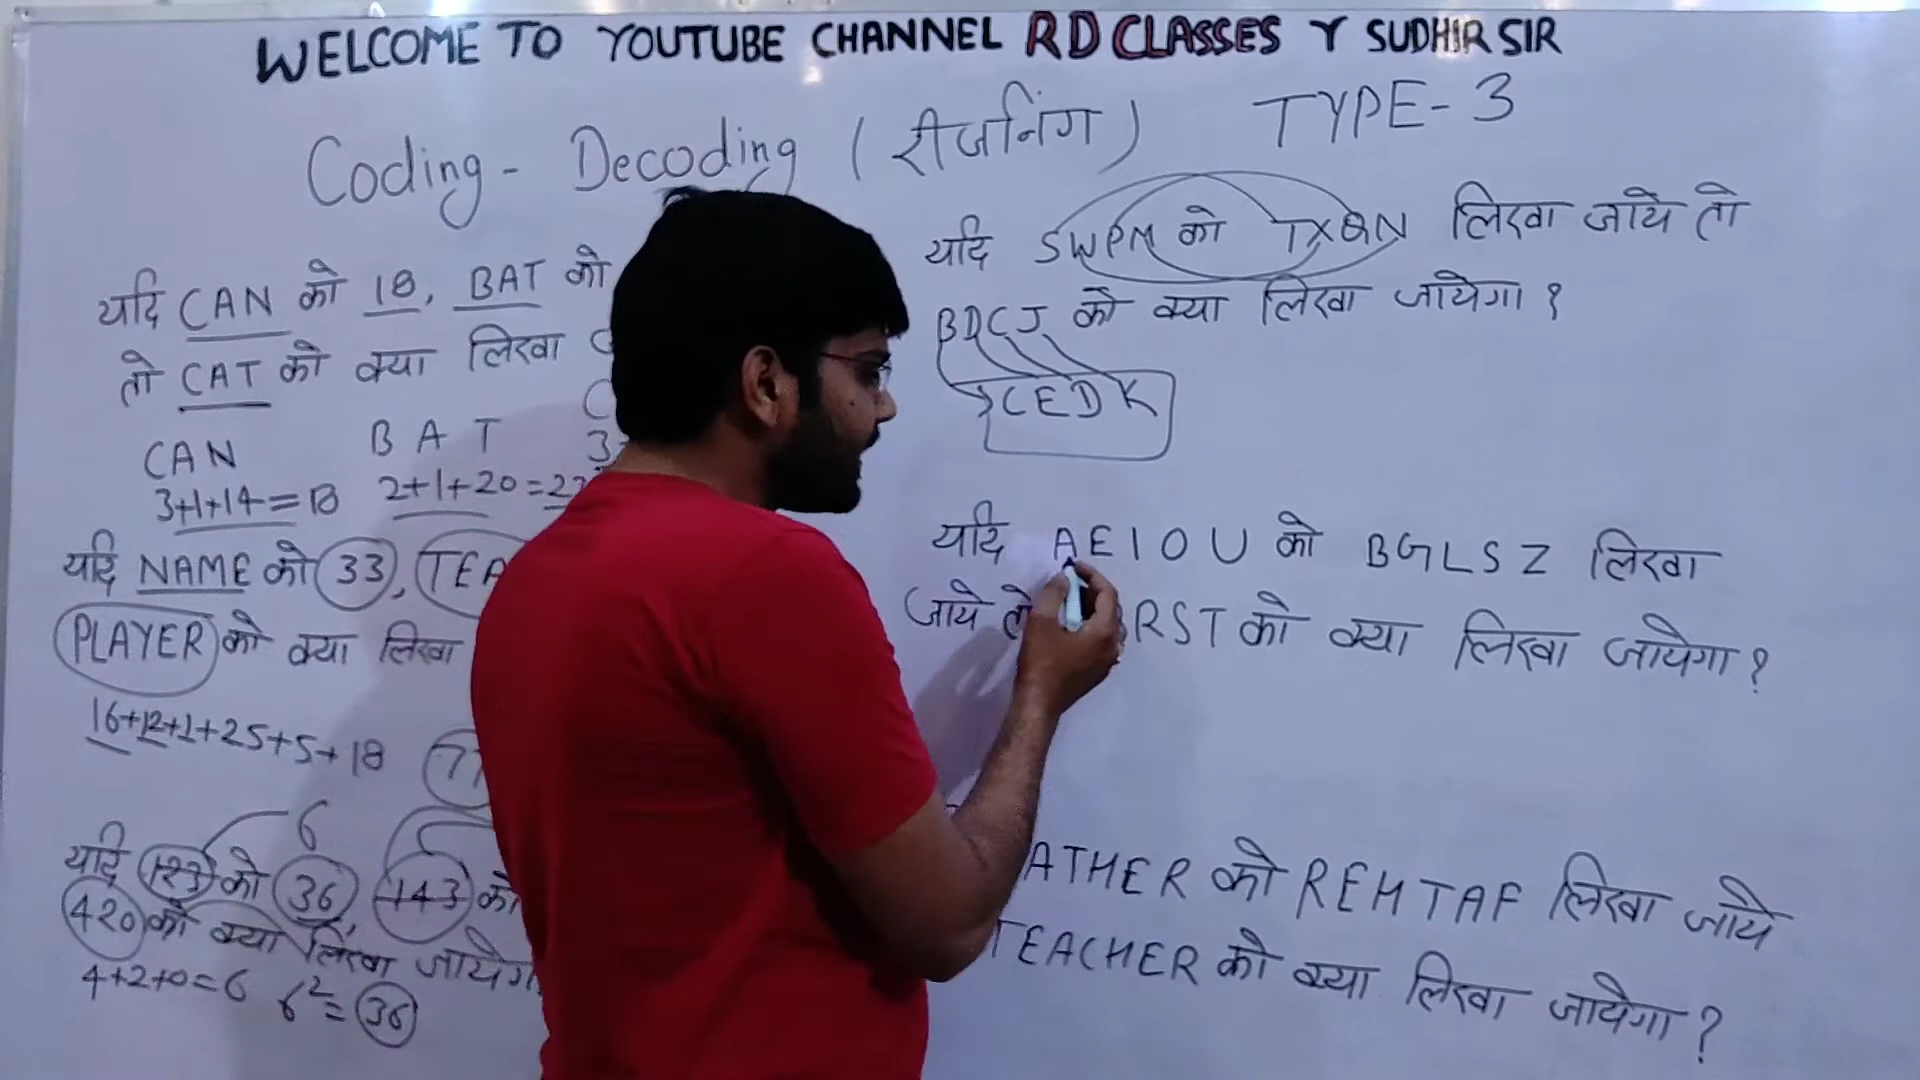 WELCOME TO YOUTUBE CHANNEL RD CLASSES Y SUDHIR SIR
Coding - Decoding (रीजनिंग) TYPE-3
यदि CAN को 18, BAT को
तो CAT को क्या लिखा
CAN
3+1+14=18
BAT
2+1+20=23
यदि NAME को 33, TEA
PLAYER को क्या लिखा
16+12+1+25+5+18
6
यदि 123 को 36, 143 को
420 को क्या लिखा जायेगा
4+2+0=6 6²=36
यदि SWPM को TXQN लिखा जाये तो
BDCJ को क्या लिखा जायेगा?
CEDK
यदि AEIOU को BGLSZ लिखा
जाये तो RST को क्या लिखा जायेगा?
ATHER को REHTAF लिखा जाये
TEACHER को क्या लिखा जायेगा?